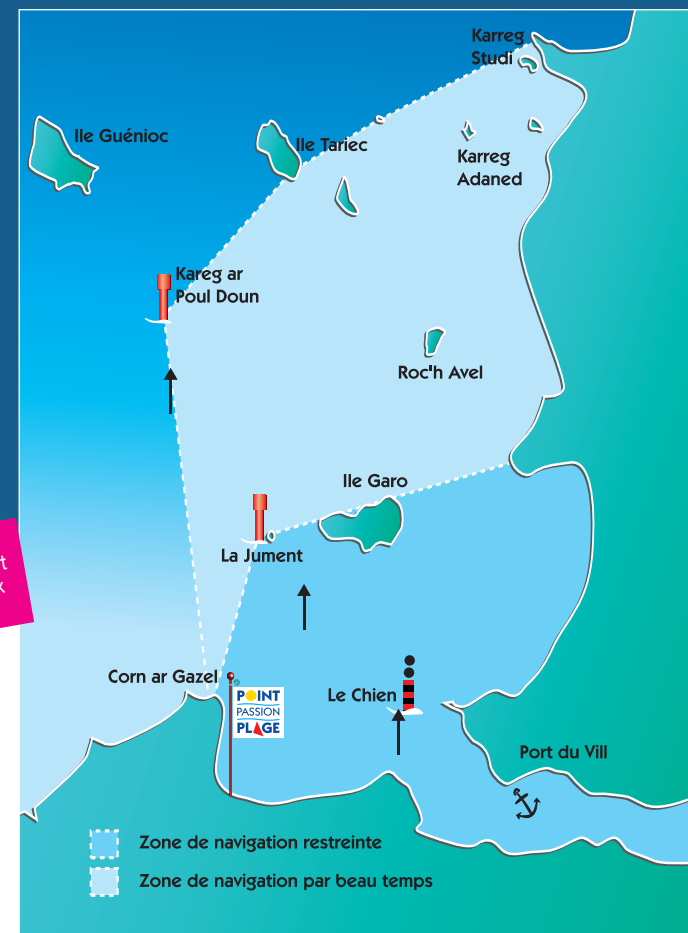 Karreg
Studi
Ile Guénioc
Ile Tariec
Karreg
Adaned
Kareg ar
Poul Doun
Roc'h Avel
Ile Garo
La Jument
Corn ar Gazel
POINT
PASSION
PLAGE
Le Chien
Port du Vill
Zone de navigation restreinte
Zone de navigation par beau temps